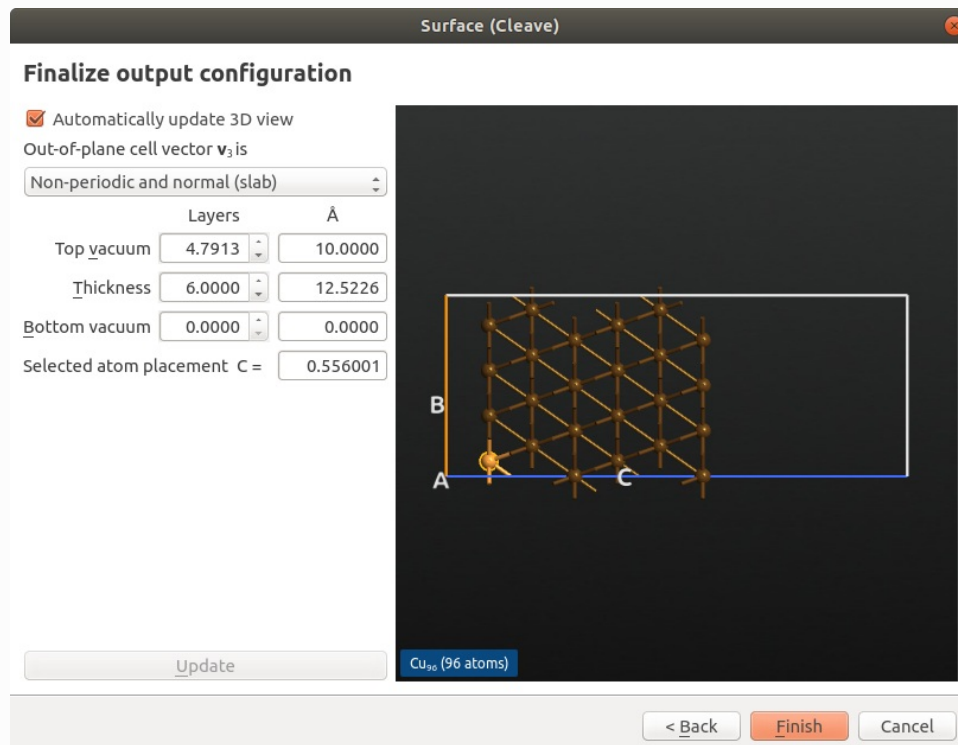 Surface (Cleave)
Finalize output configuration
Automatically update 3D view
Out-of-plane cell vector v₃ is
Non-periodic and normal (slab)
Layers Å
Top vacuum 4.7913 10.0000
Thickness 6.0000 12.5226
Bottom vacuum 0.0000 0.0000
Selected atom placement C = 0.556001
B
A
C
Update
Cu₉₆ (96 atoms)
< Back Finish Cancel